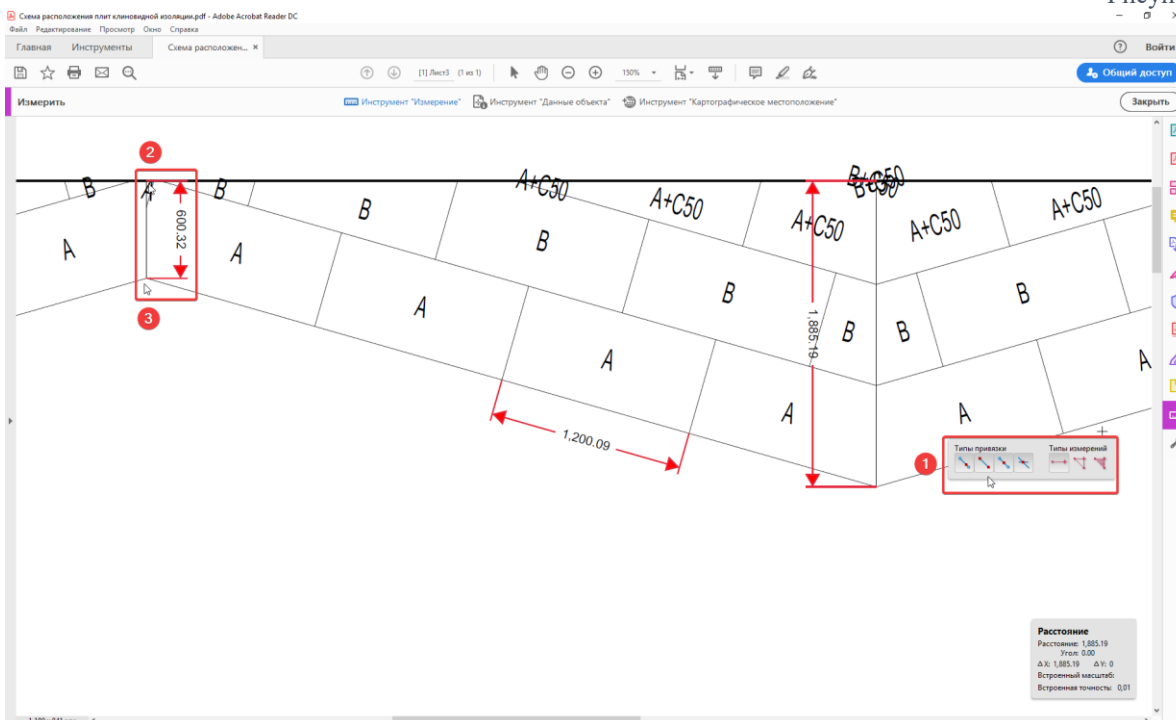 Рисун
Схема расположения плит клиновидной изоляции.pdf - Adobe Acrobat Reader DC
Файл Редактирование Просмотр Окно Справка
Главная Инструменты Схема расположен... × Войти
[1] Лист3 (1 из 1) 150% Общий доступ
Измерить Инструмент "Измерение" Инструмент "Данные объекта" Инструмент "Картографическое местоположение" Закрыть
2
B A B A+C50 B+C50
B A+C50 A+C50 A+C50 A+C50
600.32
A A B B B
3
A B B A
1,885.19
A A A
1,200.09
1
Типы привязки Типы измерений
Расстояние
Расстояние: 1,885.19
Угол: 0.00
Δ X: 1,885.19 Δ Y: 0
Встроенный масштаб:
Встроенная точность: 0,01